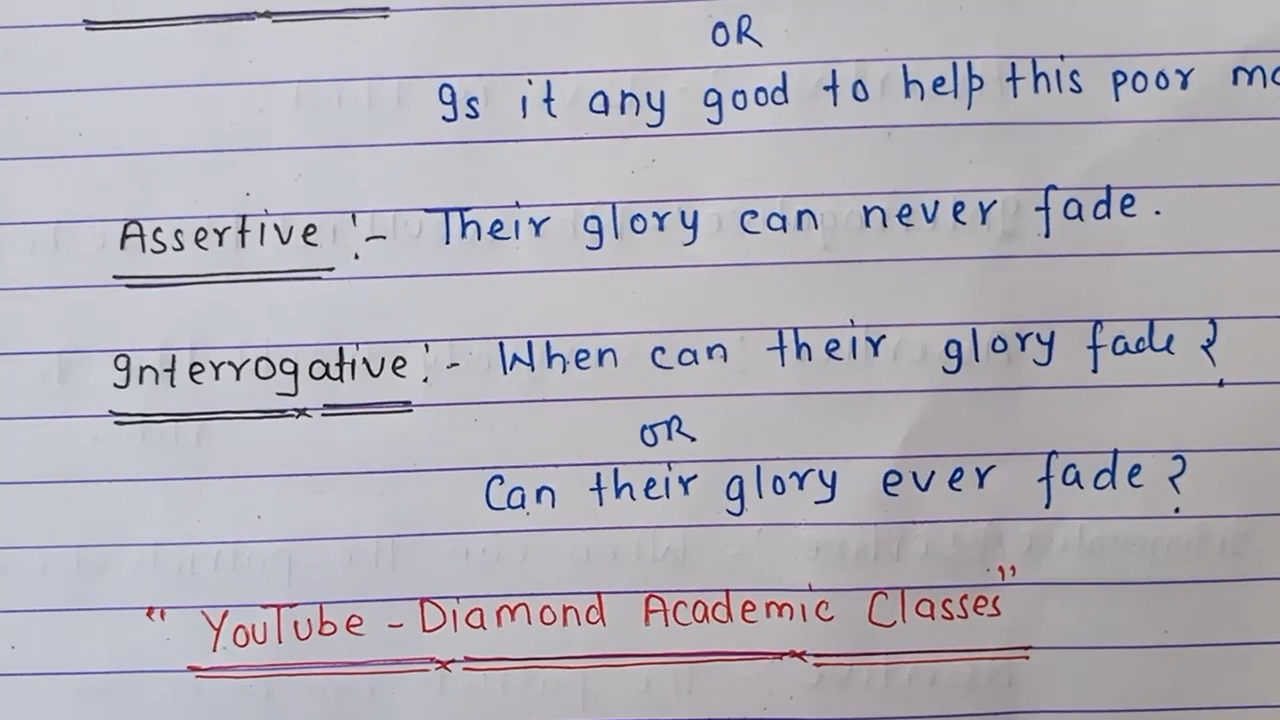 OR
Is it any good to help this poor
Assertive :- Their glory can never fade.
Interrogative :- When can their glory fade ?
OR
Can their glory ever fade ?
" YouTube - Diamond Academic Classes "